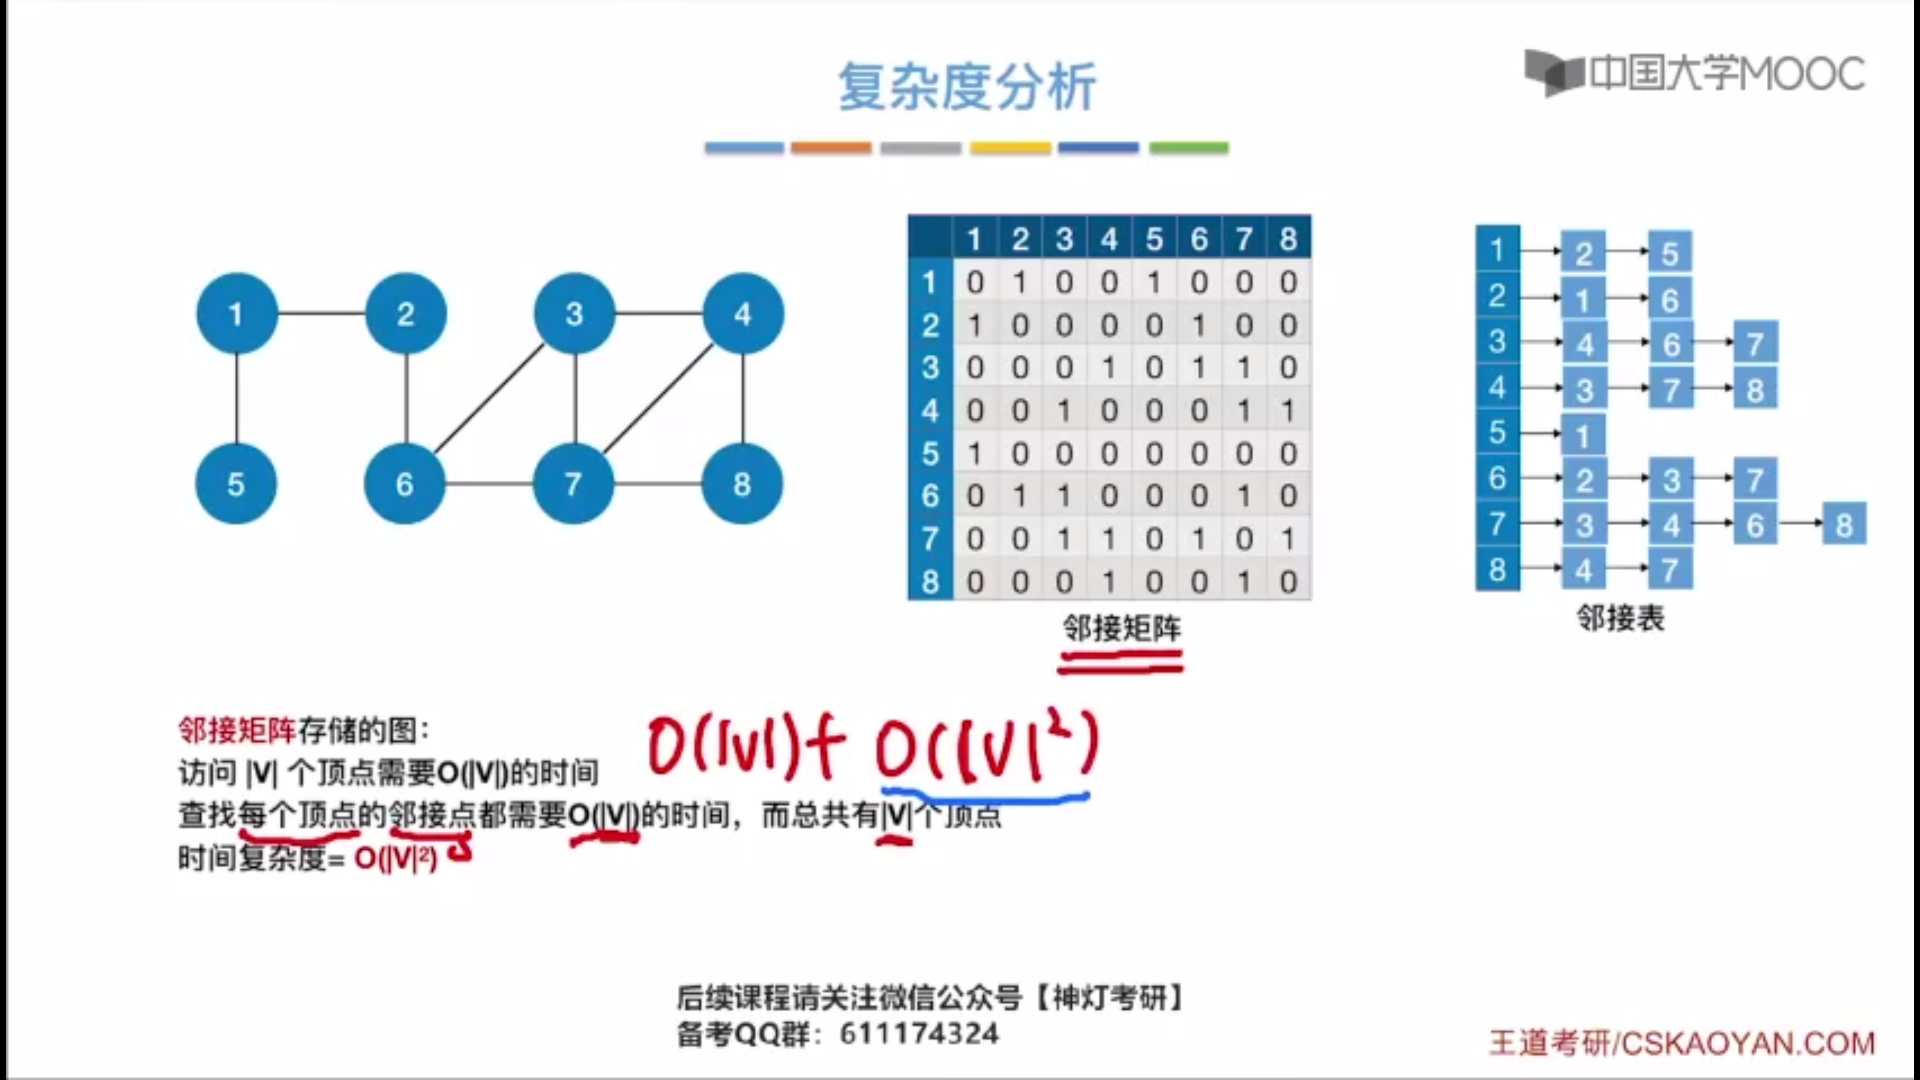 复杂度分析
中国大学MOOC
1 2 3 4
5 6 7 8
1 2 3 4 5 6 7 8
1 0 1 0 0 1 0 0 0
2 1 0 0 0 0 1 0 0
3 0 0 0 1 0 1 1 0
4 0 0 1 0 0 0 1 1
5 1 0 0 0 0 0 0 0
6 0 1 1 0 0 0 1 0
7 0 0 1 1 0 1 0 1
8 0 0 0 1 0 0 1 0
邻接矩阵
1 2 5
2 1 6
3 4 6 7
4 3 7 8
5 1
6 2 3 7
7 3 4 6 8
8 4 7
邻接表
邻接矩阵存储的图：
O(|V|)+ O(|V|²)
访问 |V| 个顶点需要O(|V|)的时间
查找每个顶点的邻接点都需要O(|V|)的时间，而总共有|V|个顶点
时间复杂度= O(|V|²)
后续课程请关注微信公众号【神灯考研】
备考QQ群：611174324
王道考研/CSKAOYAN.COM